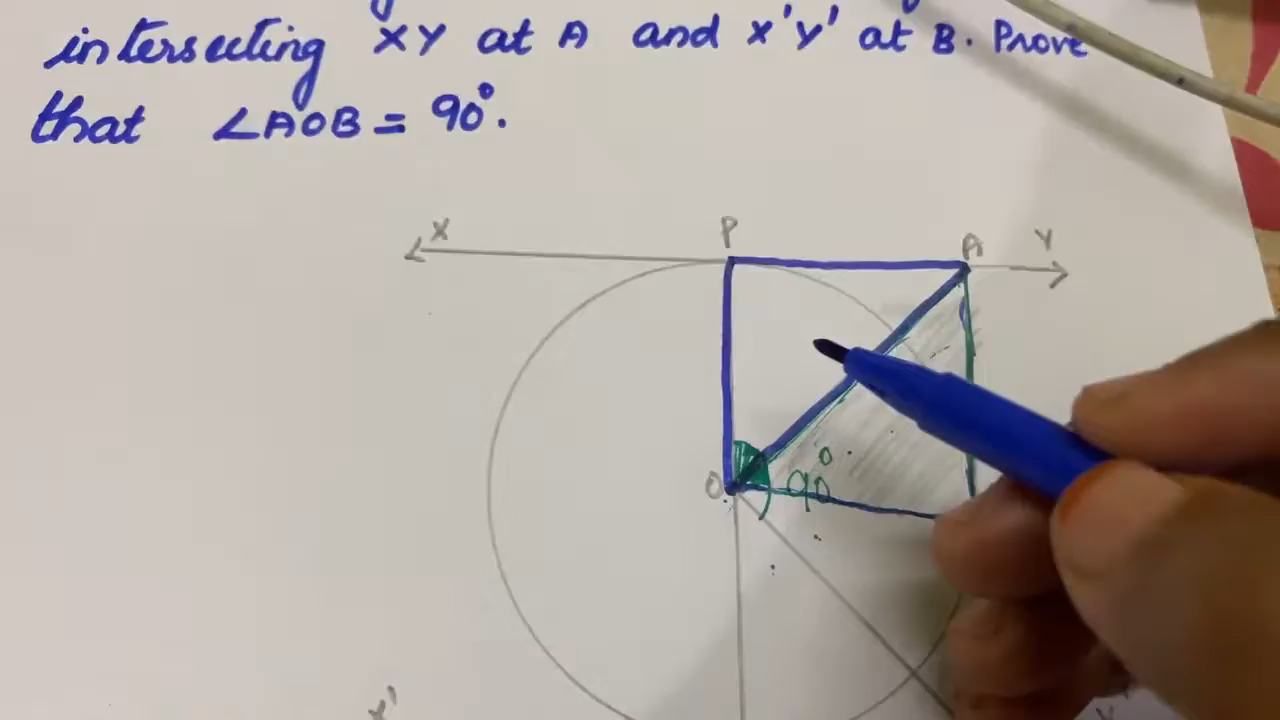 intersecting XY at A and X'Y' at B. Prove
that ∠AOB = 90°.
X P A Y
O 90°
X'